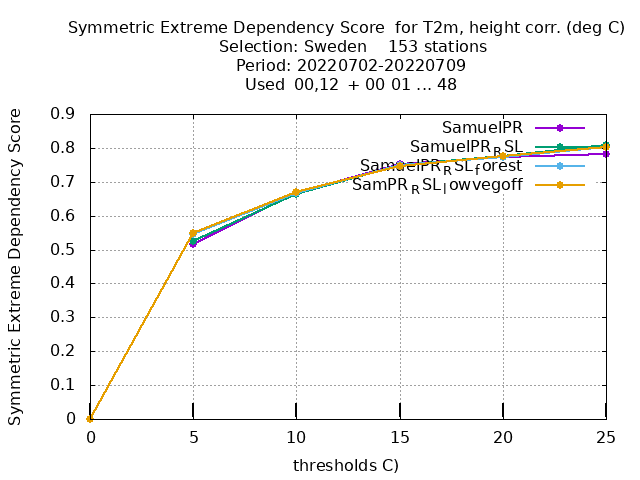 Symmetric Extreme Dependency Score for T2m, height corr. (deg C)
Selection: Sweden 153 stations
Period: 20220702-20220709
Used 00,12 + 00 01 ... 48
Symmetric Extreme Dependency Score
0.9
0.8
0.7
0.6
0.5
0.4
0.3
0.2
0.1
0
SamuelPR
SamuelPR_RSL
SamuelPR_RSL_forest
SamPR_RSL_lowvegoff
0 5 10 15 20 25
thresholds C)